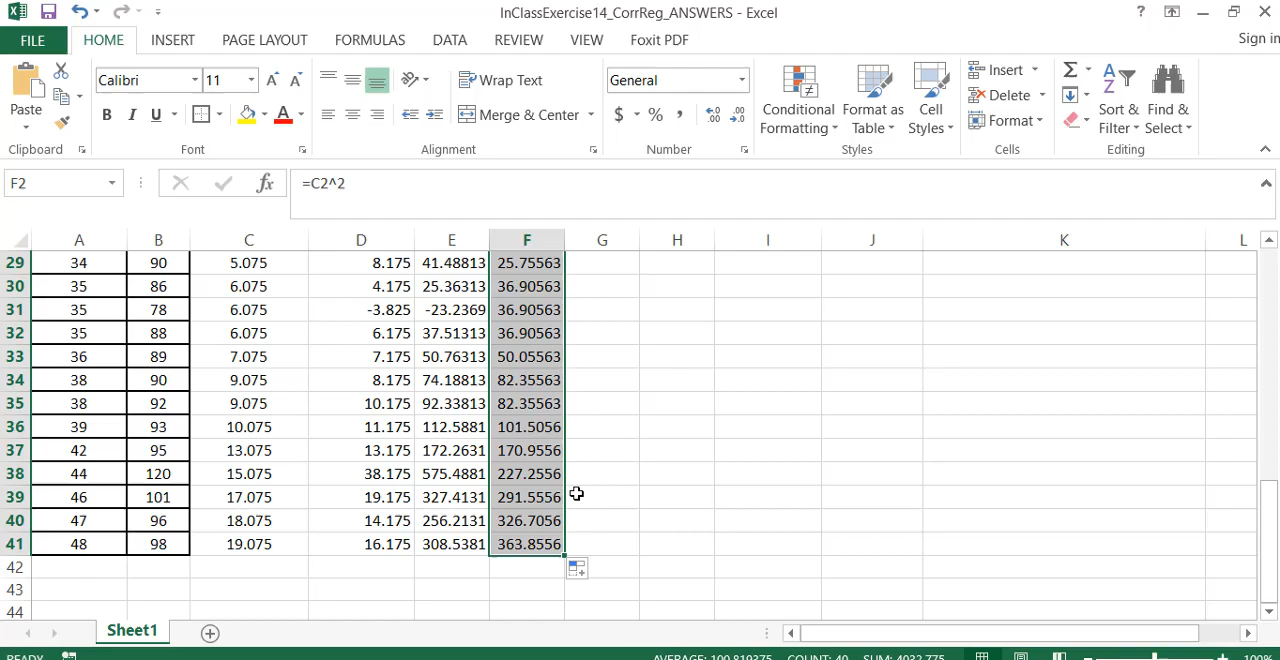 InClassExercise14_CorrReg_ANSWERS - Excel
FILE HOME INSERT PAGE LAYOUT FORMULAS DATA REVIEW VIEW Foxit PDF Sign in
Calibri 11 Wrap Text General Insert
Paste B I U Merge & Center $ % Conditional Formatting Format as Table Cell Styles Delete Sort & Filter Find & Select
Format
Clipboard Font Alignment Number Styles Cells Editing
F2 fx =C2^2
A B C D E F G H I J K L
29 34 90 5.075 8.175 41.48813 25.75563
30 35 86 6.075 4.175 25.36313 36.90563
31 35 78 6.075 -3.825 -23.2369 36.90563
32 35 88 6.075 6.175 37.51313 36.90563
33 36 89 7.075 7.175 50.76313 50.05563
34 38 90 9.075 8.175 74.18813 82.35563
35 38 92 9.075 10.175 92.33813 82.35563
36 39 93 10.075 11.175 112.5881 101.5056
37 42 95 13.075 13.175 172.2631 170.9556
38 44 120 15.075 38.175 575.4881 227.2556
39 46 101 17.075 19.175 327.4131 291.5556
40 47 96 18.075 14.175 256.2131 326.7056
41 48 98 19.075 16.175 308.5381 363.8556
42
43
44
Sheet1
READY AVERAGE: 100.819375 COUNT: 40 SUM: 4032.775 100%